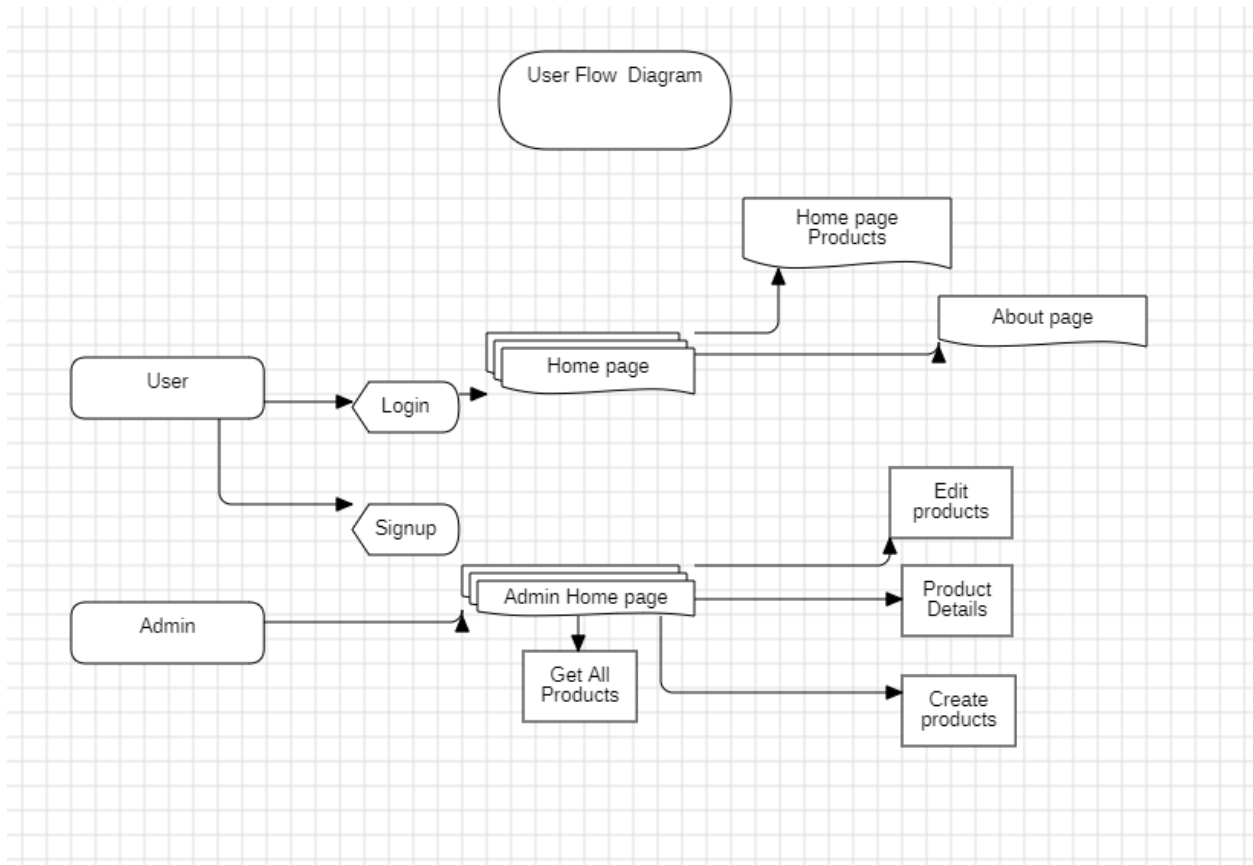 User Flow  Diagram
Home page
Products
About page
Home page
User
Login
Signup
Edit
products
Admin Home page
Product
Details
Admin
Get All
Products
Create
products